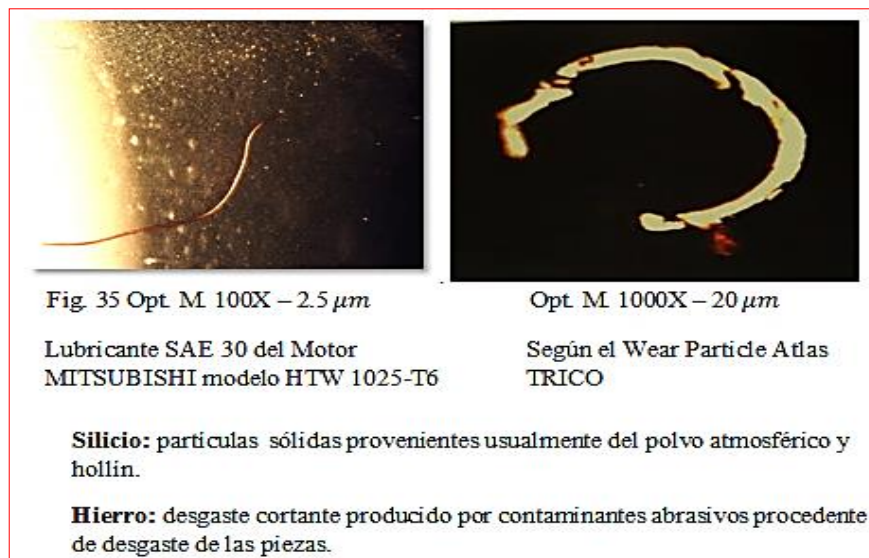 Fig. 35 Opt. M. 100X – 2.5 μm
Opt. M. 1000X – 20 μm
Lubricante SAE 30 del Motor
MITSUBISHI modelo HTW 1025-T6
Según el Wear Particle Atlas
TRICO
Silicio: partículas sólidas provenientes usualmente del polvo atmosférico y
hollín.
Hierro: desgaste cortante producido por contaminantes abrasivos procedente
de desgaste de las piezas.